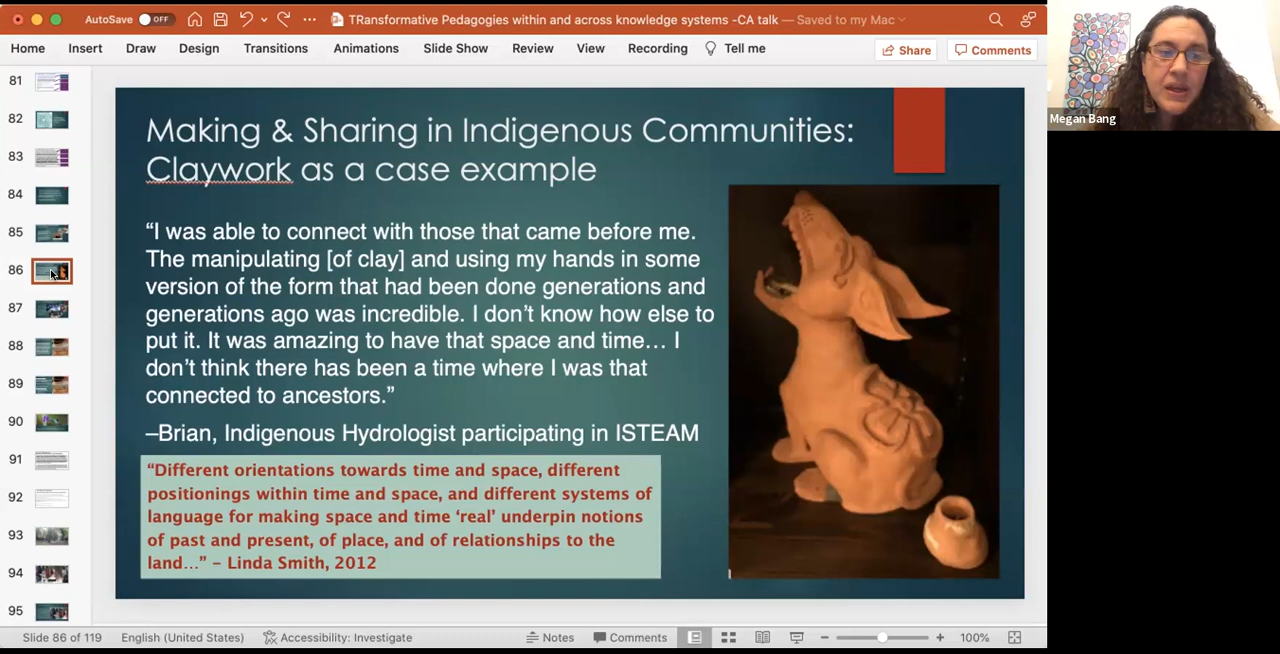 AutoSave OFF
TRansformative Pedagogies within and across knowledge systems -CA talk — Saved to my Mac
Home Insert Draw Design Transitions Animations Slide Show Review View Recording Tell me Share Comments
81
82
83
84
85
86
87
88
89
90
91
92
93
94
95
Making & Sharing in Indigenous Communities:
Claywork as a case example
“I was able to connect with those that came before me.
The manipulating [of clay] and using my hands in some
version of the form that had been done generations and
generations ago was incredible. I don’t know how else to
put it. It was amazing to have that space and time… I
don’t think there has been a time where I was that
connected to ancestors.”
–Brian, Indigenous Hydrologist participating in ISTEAM
“Different orientations towards time and space, different
positionings within time and space, and different systems of
language for making space and time ‘real’ underpin notions
of past and present, of place, and of relationships to the
land…” – Linda Smith, 2012
Megan Bang
Slide 86 of 119 English (United States) Accessibility: Investigate Notes Comments 100%